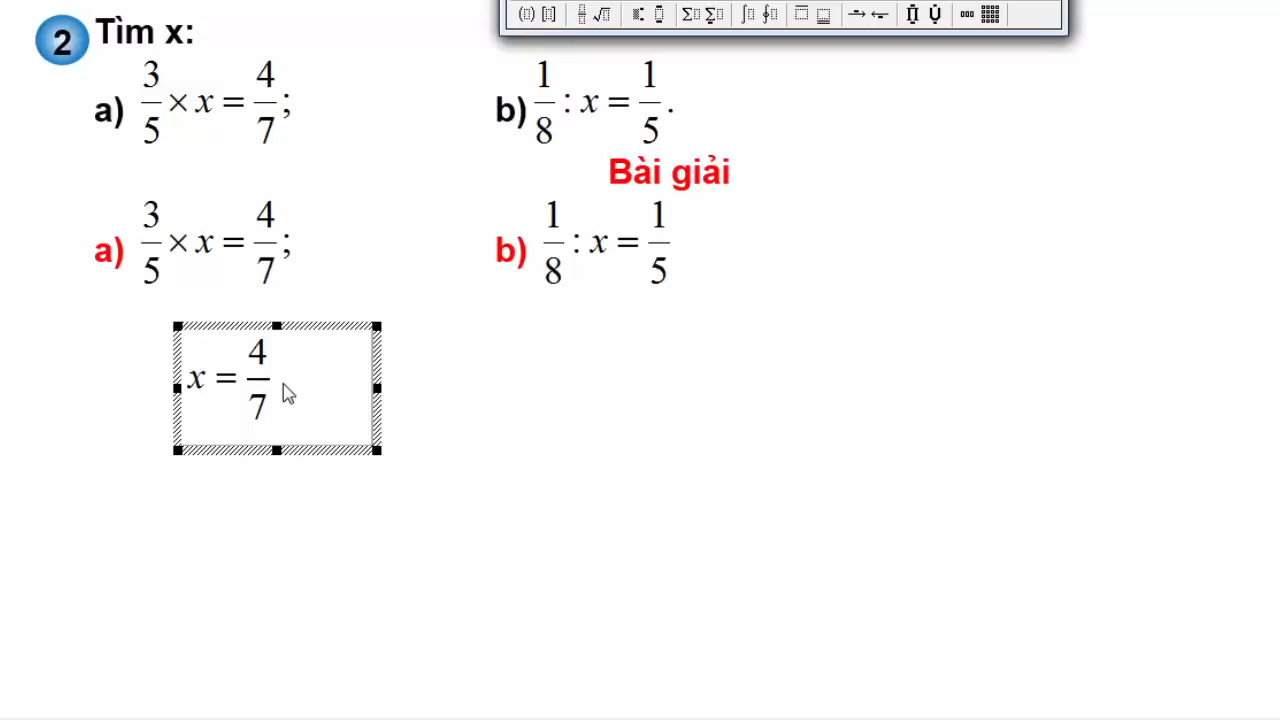 2 Tìm x:
a) 3/5 × x = 4/7; b) 1/8 : x = 1/5.
Bài giải
a) 3/5 × x = 4/7; b) 1/8 : x = 1/5
x = 4/7